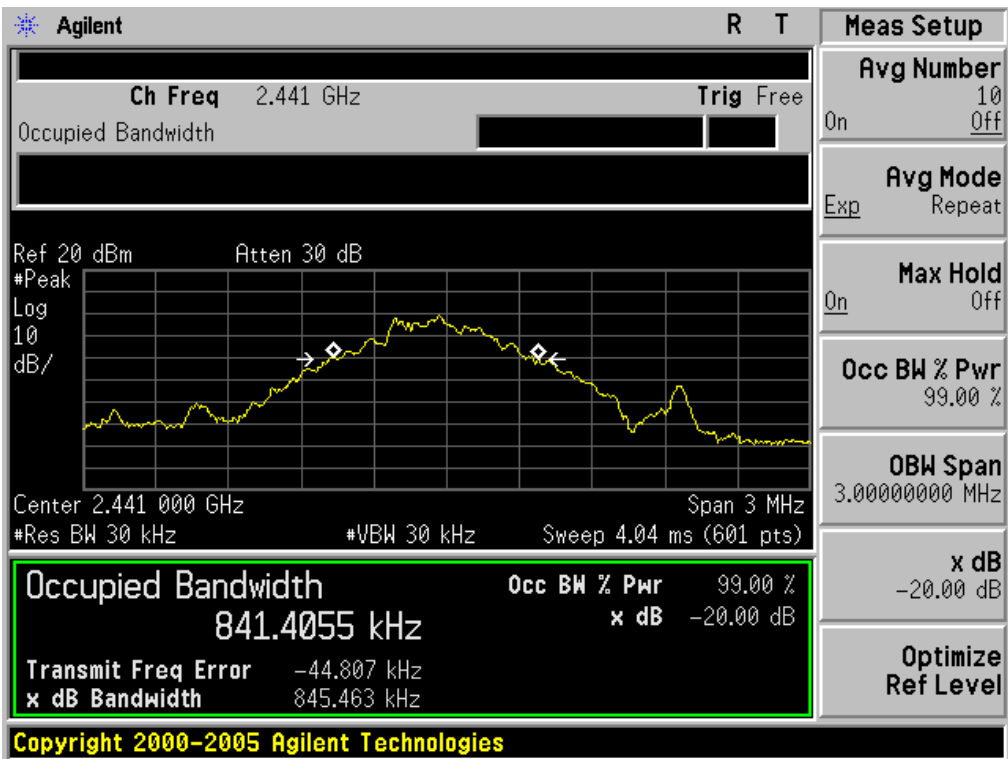 Agilent R T
Ch Freq 2.441 GHz Trig Free
Occupied Bandwidth
Ref 20 dBm Atten 30 dB
#Peak
Log
10
dB/
Center 2.441 000 GHz Span 3 MHz
#Res BW 30 kHz #VBW 30 kHz Sweep 4.04 ms (601 pts)
Occupied Bandwidth Occ BW % Pwr 99.00 %
841.4055 kHz x dB -20.00 dB
Transmit Freq Error -44.807 kHz
x dB Bandwidth 845.463 kHz
Copyright 2000-2005 Agilent Technologies
Meas Setup
Avg Number
10
On Off
Avg Mode
Exp Repeat
Max Hold
On Off
Occ BW % Pwr
99.00 %
OBW Span
3.00000000 MHz
x dB
-20.00 dB
Optimize
Ref Level